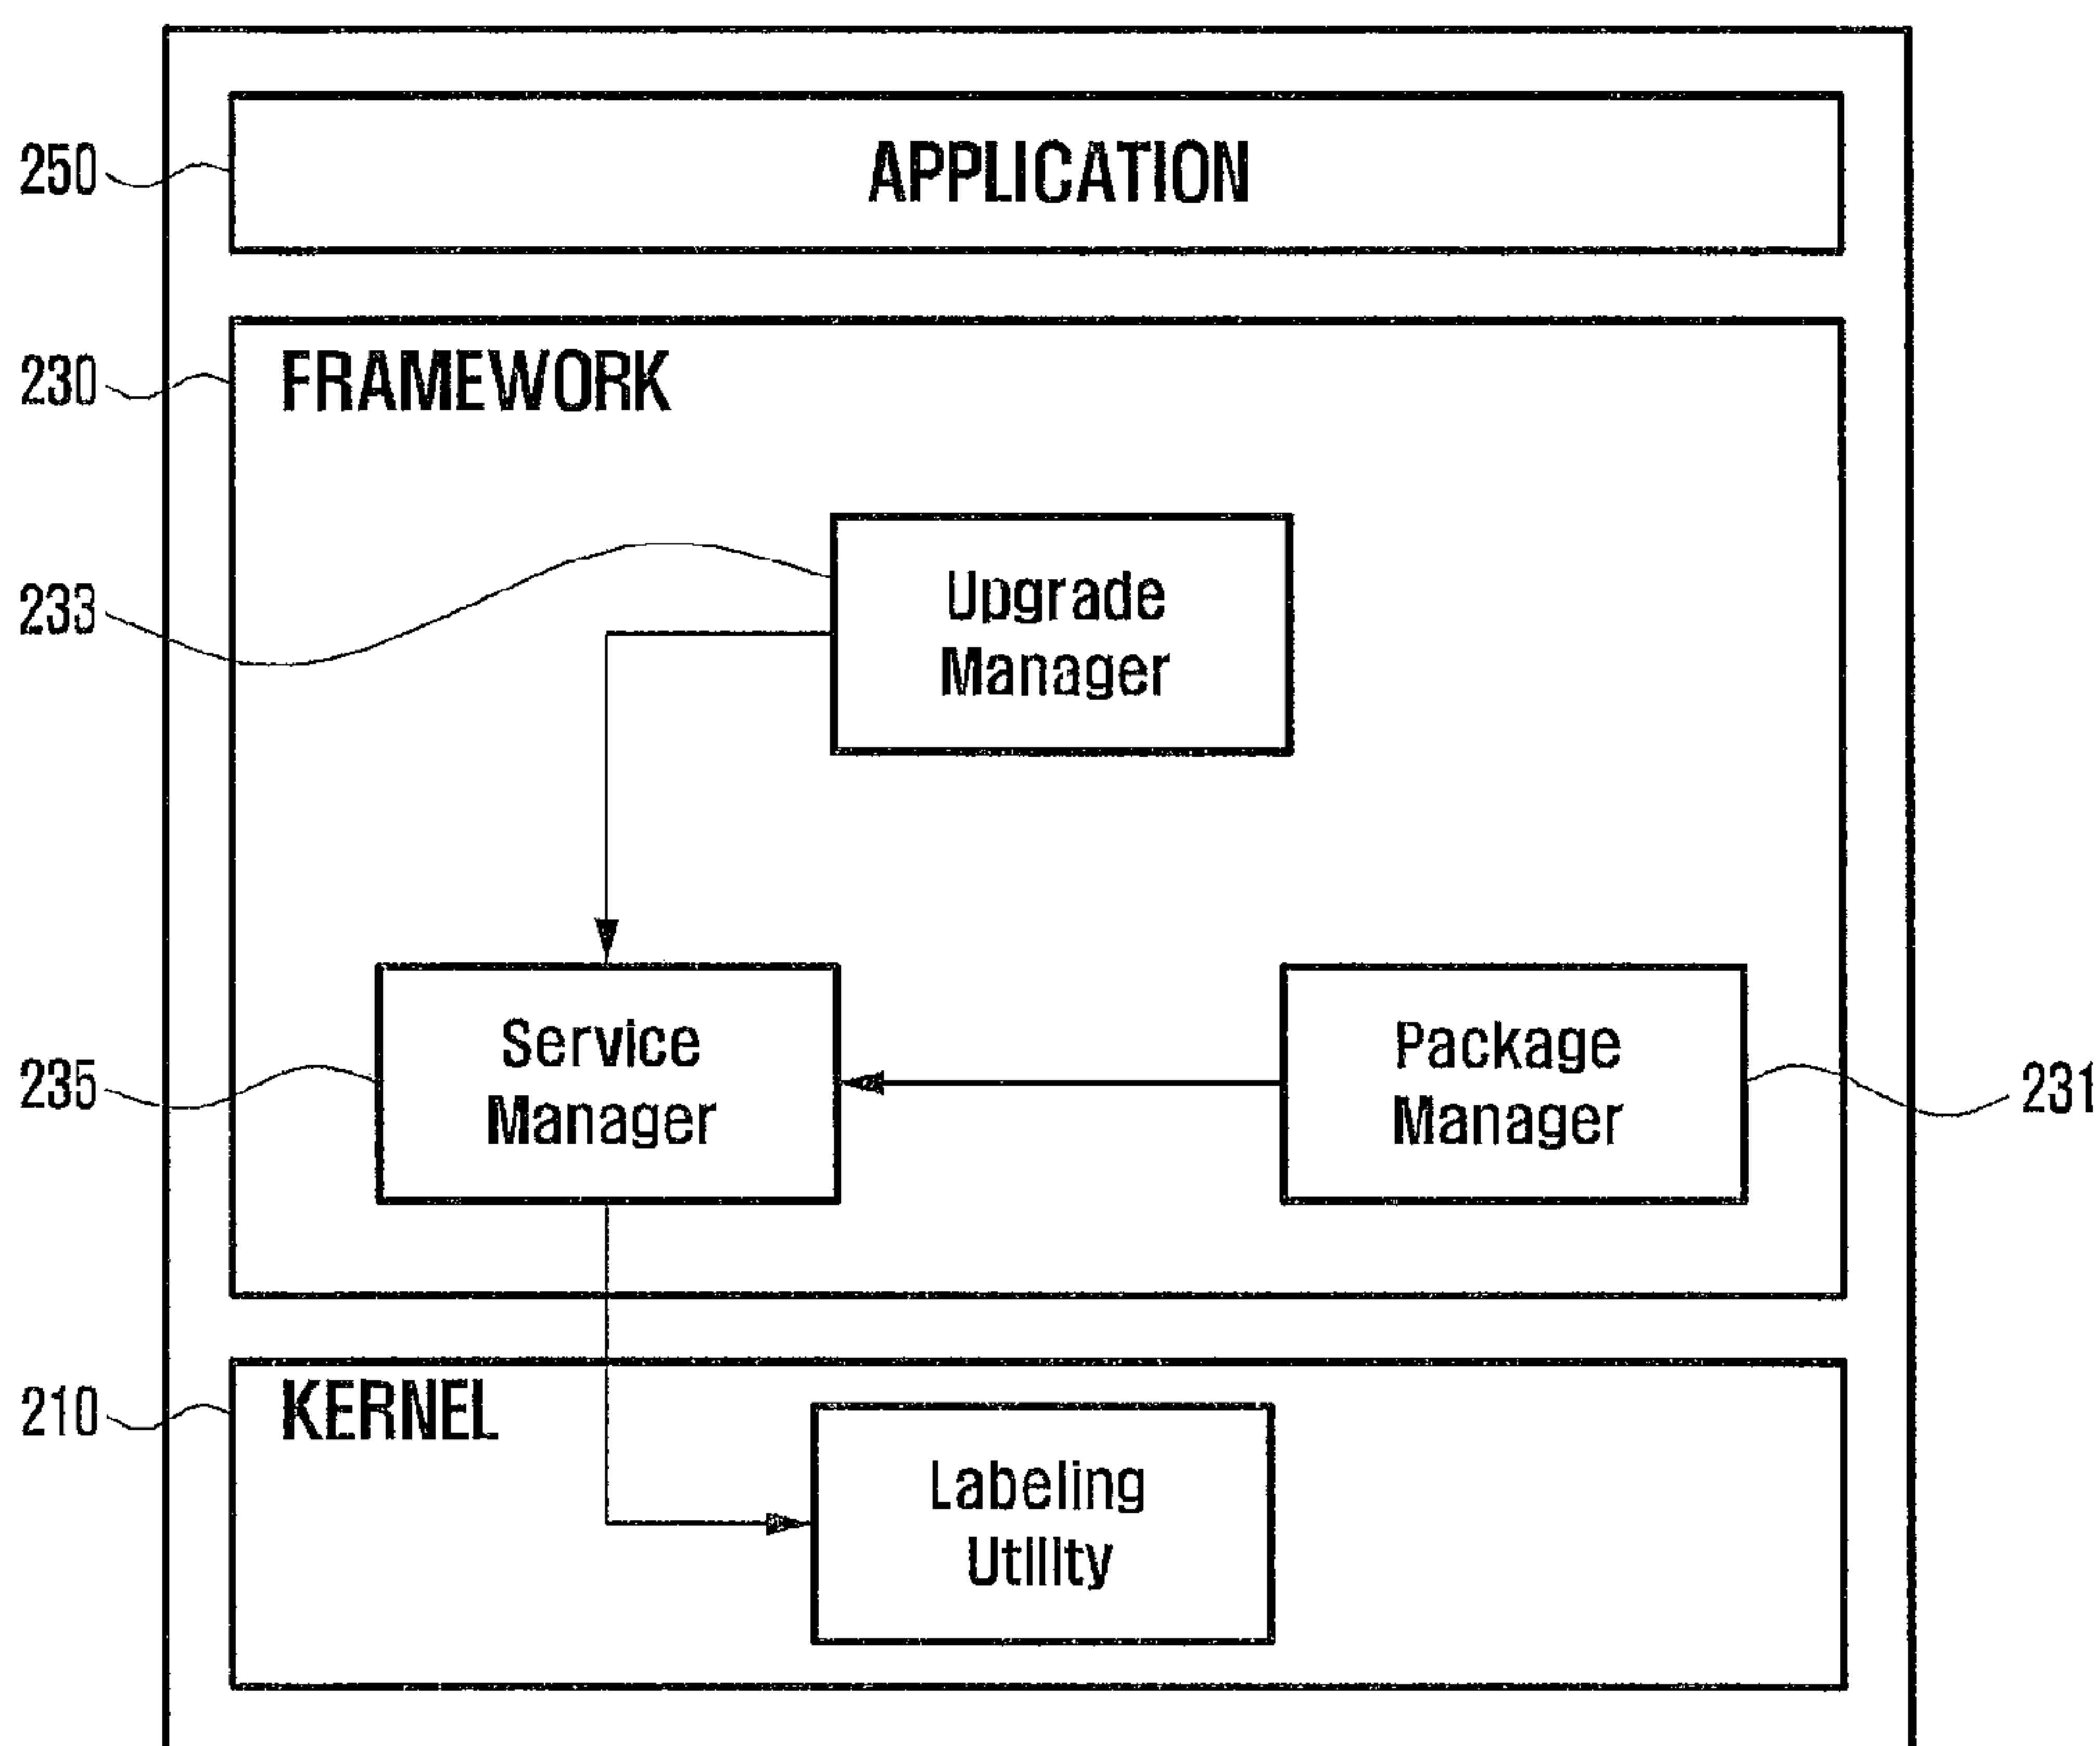 250
APPLICATION
230
FRAMEWORK
233
Upgrade
Manager
235
Service
Manager
Package
Manager
231
210
KERNEL
Labeling
Utility